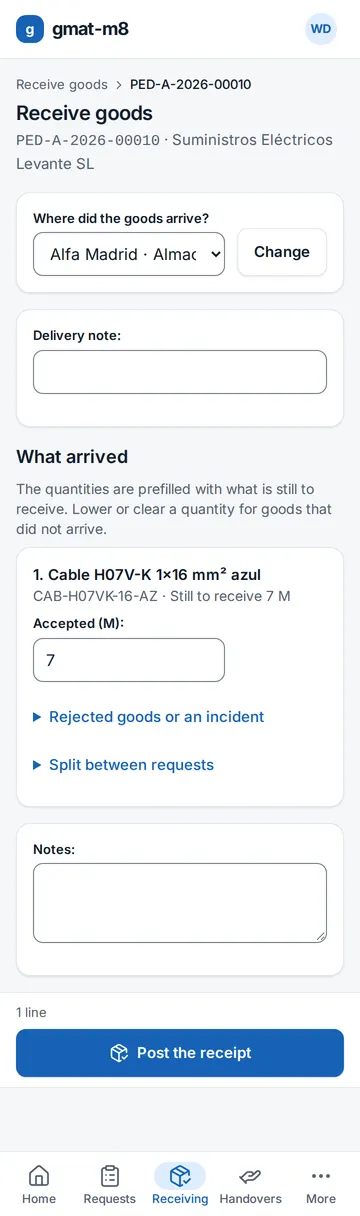 g gmat-m8 WD
Receive goods > PED-A-2026-00010
Receive goods
PED-A-2026-00010 · Suministros Eléctricos
Levante SL
Where did the goods arrive?
Alfa Madrid · Almac
Change
Delivery note:
What arrived
The quantities are prefilled with what is still to
receive. Lower or clear a quantity for goods that
did not arrive.
1. Cable H07V-K 1×16 mm² azul
CAB-H07VK-16-AZ · Still to receive 7 M
Accepted (M):
7
Rejected goods or an incident
Split between requests
Notes:
1 line
Post the receipt
Home Requests Receiving Handovers More